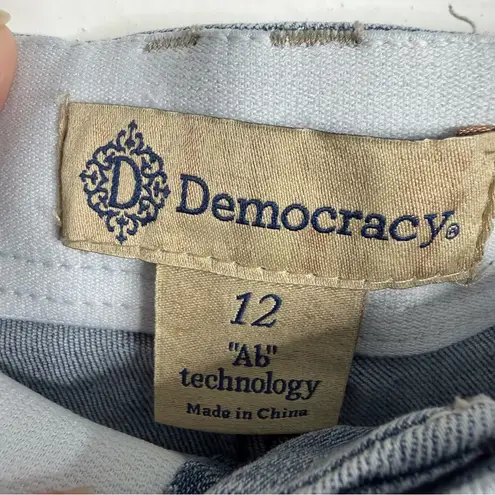 D Democracy®
12
"Ab"
technology
Made in China